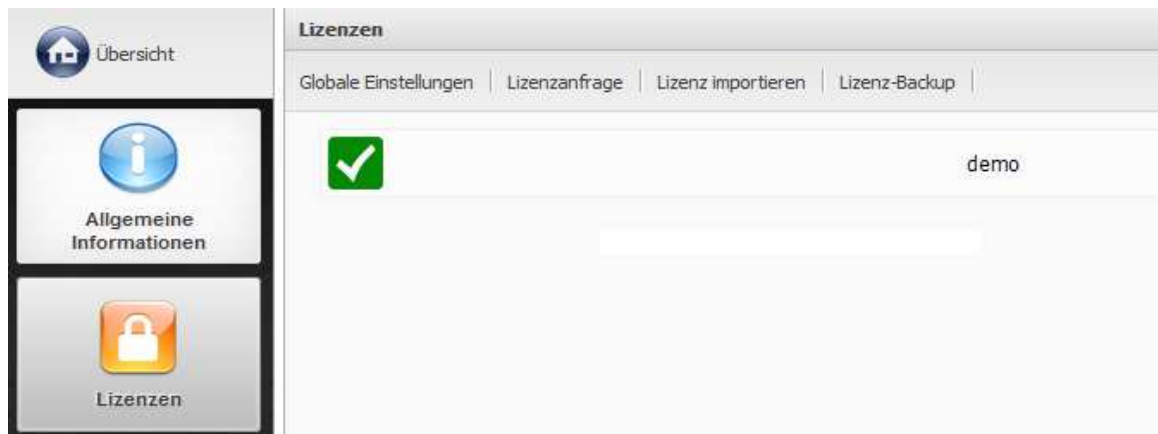 Übersicht
Allgemeine
Informationen
Lizenzen
Lizenzen
Globale Einstellungen Lizenzanfrage Lizenz importieren Lizenz-Backup
demo